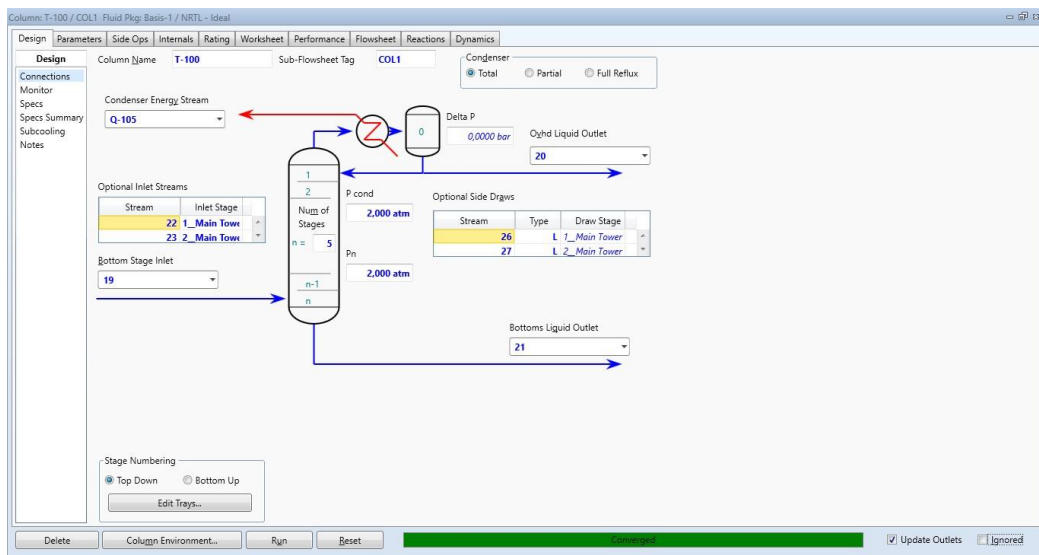 Column: T-100 / COL1 Fluid Pkg: Basis-1 / NRTL - Ideal
Design Parameters Side Ops Internals Rating Worksheet Performance Flowsheet Reactions Dynamics
Design
Connections
Monitor
Specs
Specs Summary
Subcooling
Notes
Column Name T-100 Sub-Flowsheet Tag COL1
Condenser
Total Partial Full Reflux
Condenser Energy Stream
Q-105
0
Delta P
0,0000 bar
Ovhd Liquid Outlet
20
Optional Inlet Streams
Stream Inlet Stage
22 1__Main Towe
23 2__Main Towe
Bottom Stage Inlet
19
1
2
Num of
Stages
n = 5
n-1
n
P cond
2,000 atm
Pn
2,000 atm
Optional Side Draws
Stream Type Draw Stage
26 L 1__Main Tower
27 L 2__Main Tower
Bottoms Liquid Outlet
21
Stage Numbering
Top Down Bottom Up
Edit Trays...
Delete Column Environment... Run Reset Converged Update Outlets Ignored